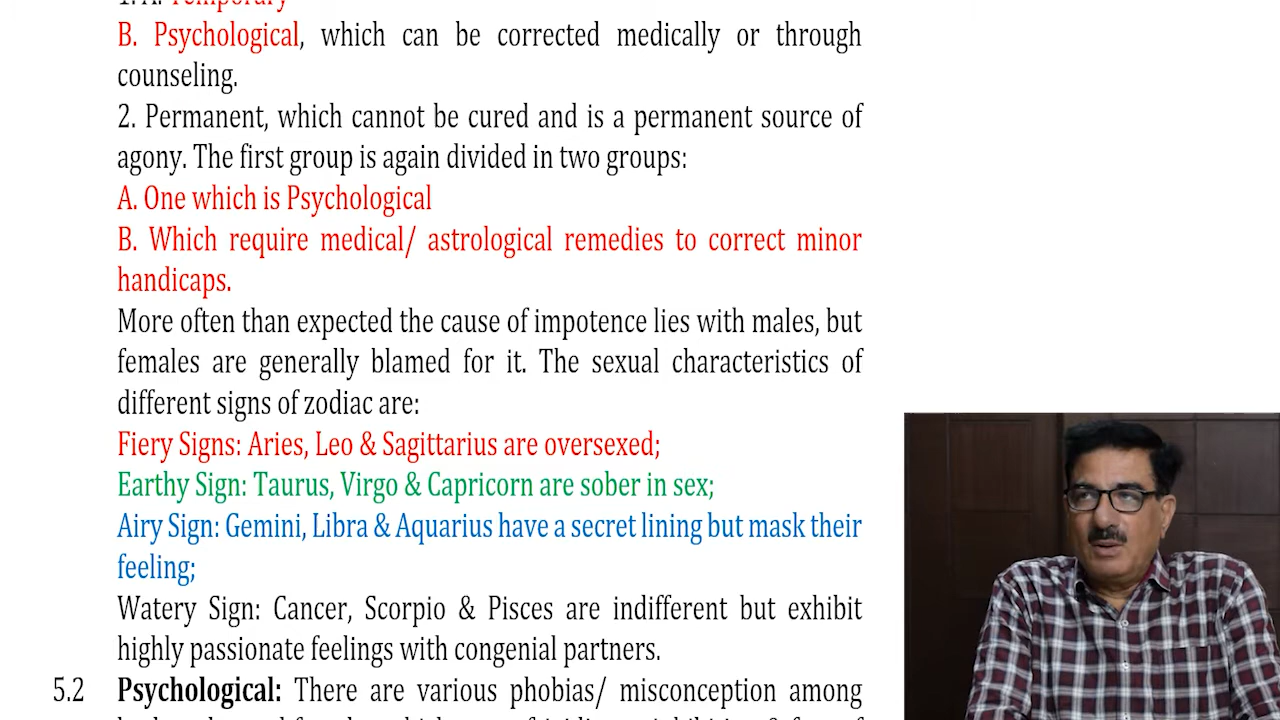 1. A. Temporary
B. Psychological, which can be corrected medically or through
counseling.
2. Permanent, which cannot be cured and is a permanent source of
agony. The first group is again divided in two groups:
A. One which is Psychological
B. Which require medical/ astrological remedies to correct minor
handicaps.
More often than expected the cause of impotence lies with males, but
females are generally blamed for it. The sexual characteristics of
different signs of zodiac are:
Fiery Signs: Aries, Leo & Sagittarius are oversexed;
Earthy Sign: Taurus, Virgo & Capricorn are sober in sex;
Airy Sign: Gemini, Libra & Aquarius have a secret lining but mask their
feeling;
Watery Sign: Cancer, Scorpio & Pisces are indifferent but exhibit
highly passionate feelings with congenial partners.
5.2 Psychological: There are various phobias/ misconception among